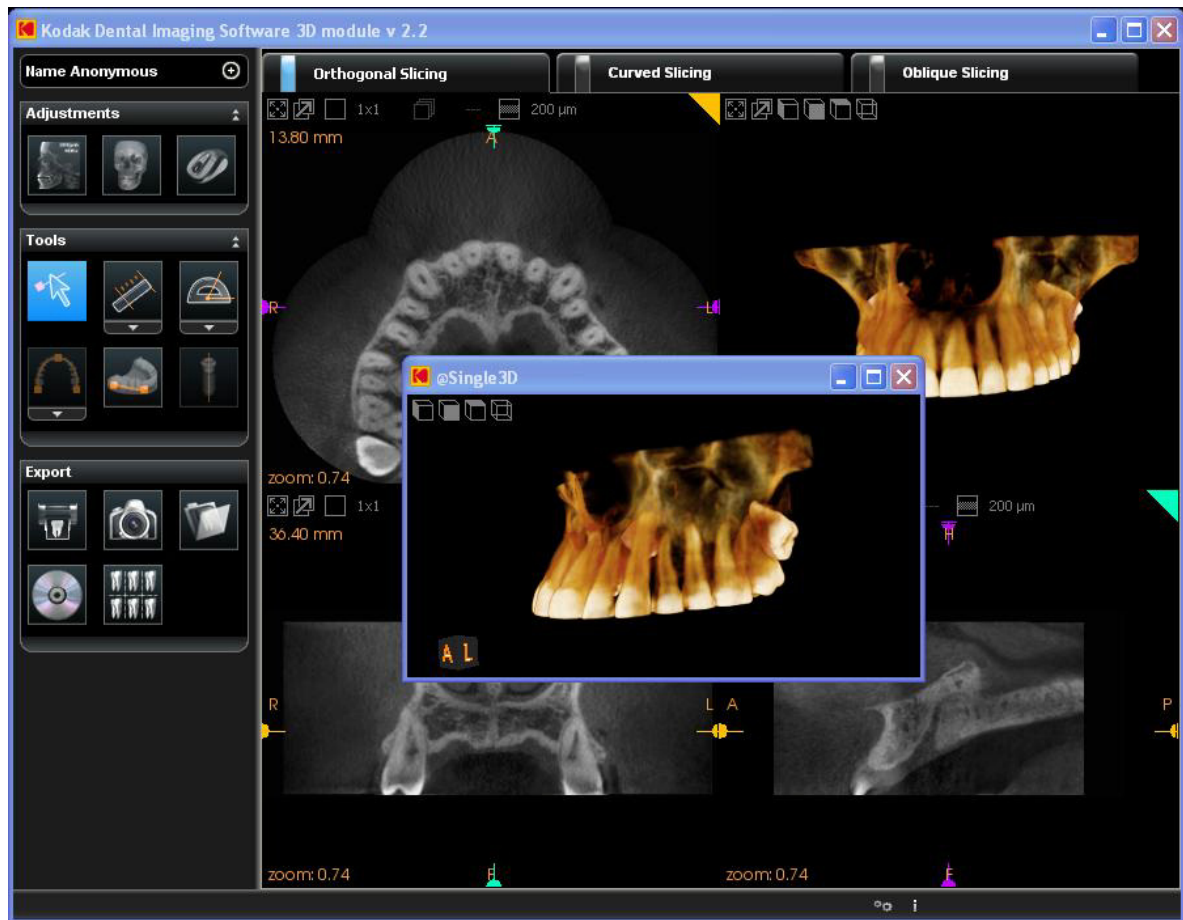 Kodak Dental Imaging Software 3D module v 2.2
Name Anonymous
Orthogonal Slicing
Curved Slicing
Oblique Slicing
Adjustments
Tools
Export
1x1
200 µm
13.80 mm
A
R
L
zoom: 0.74
@Single3D
A L
1x1
36.40 mm
200 µm
H
R
L
A
P
zoom: 0.74
F
zoom: 0.74
F